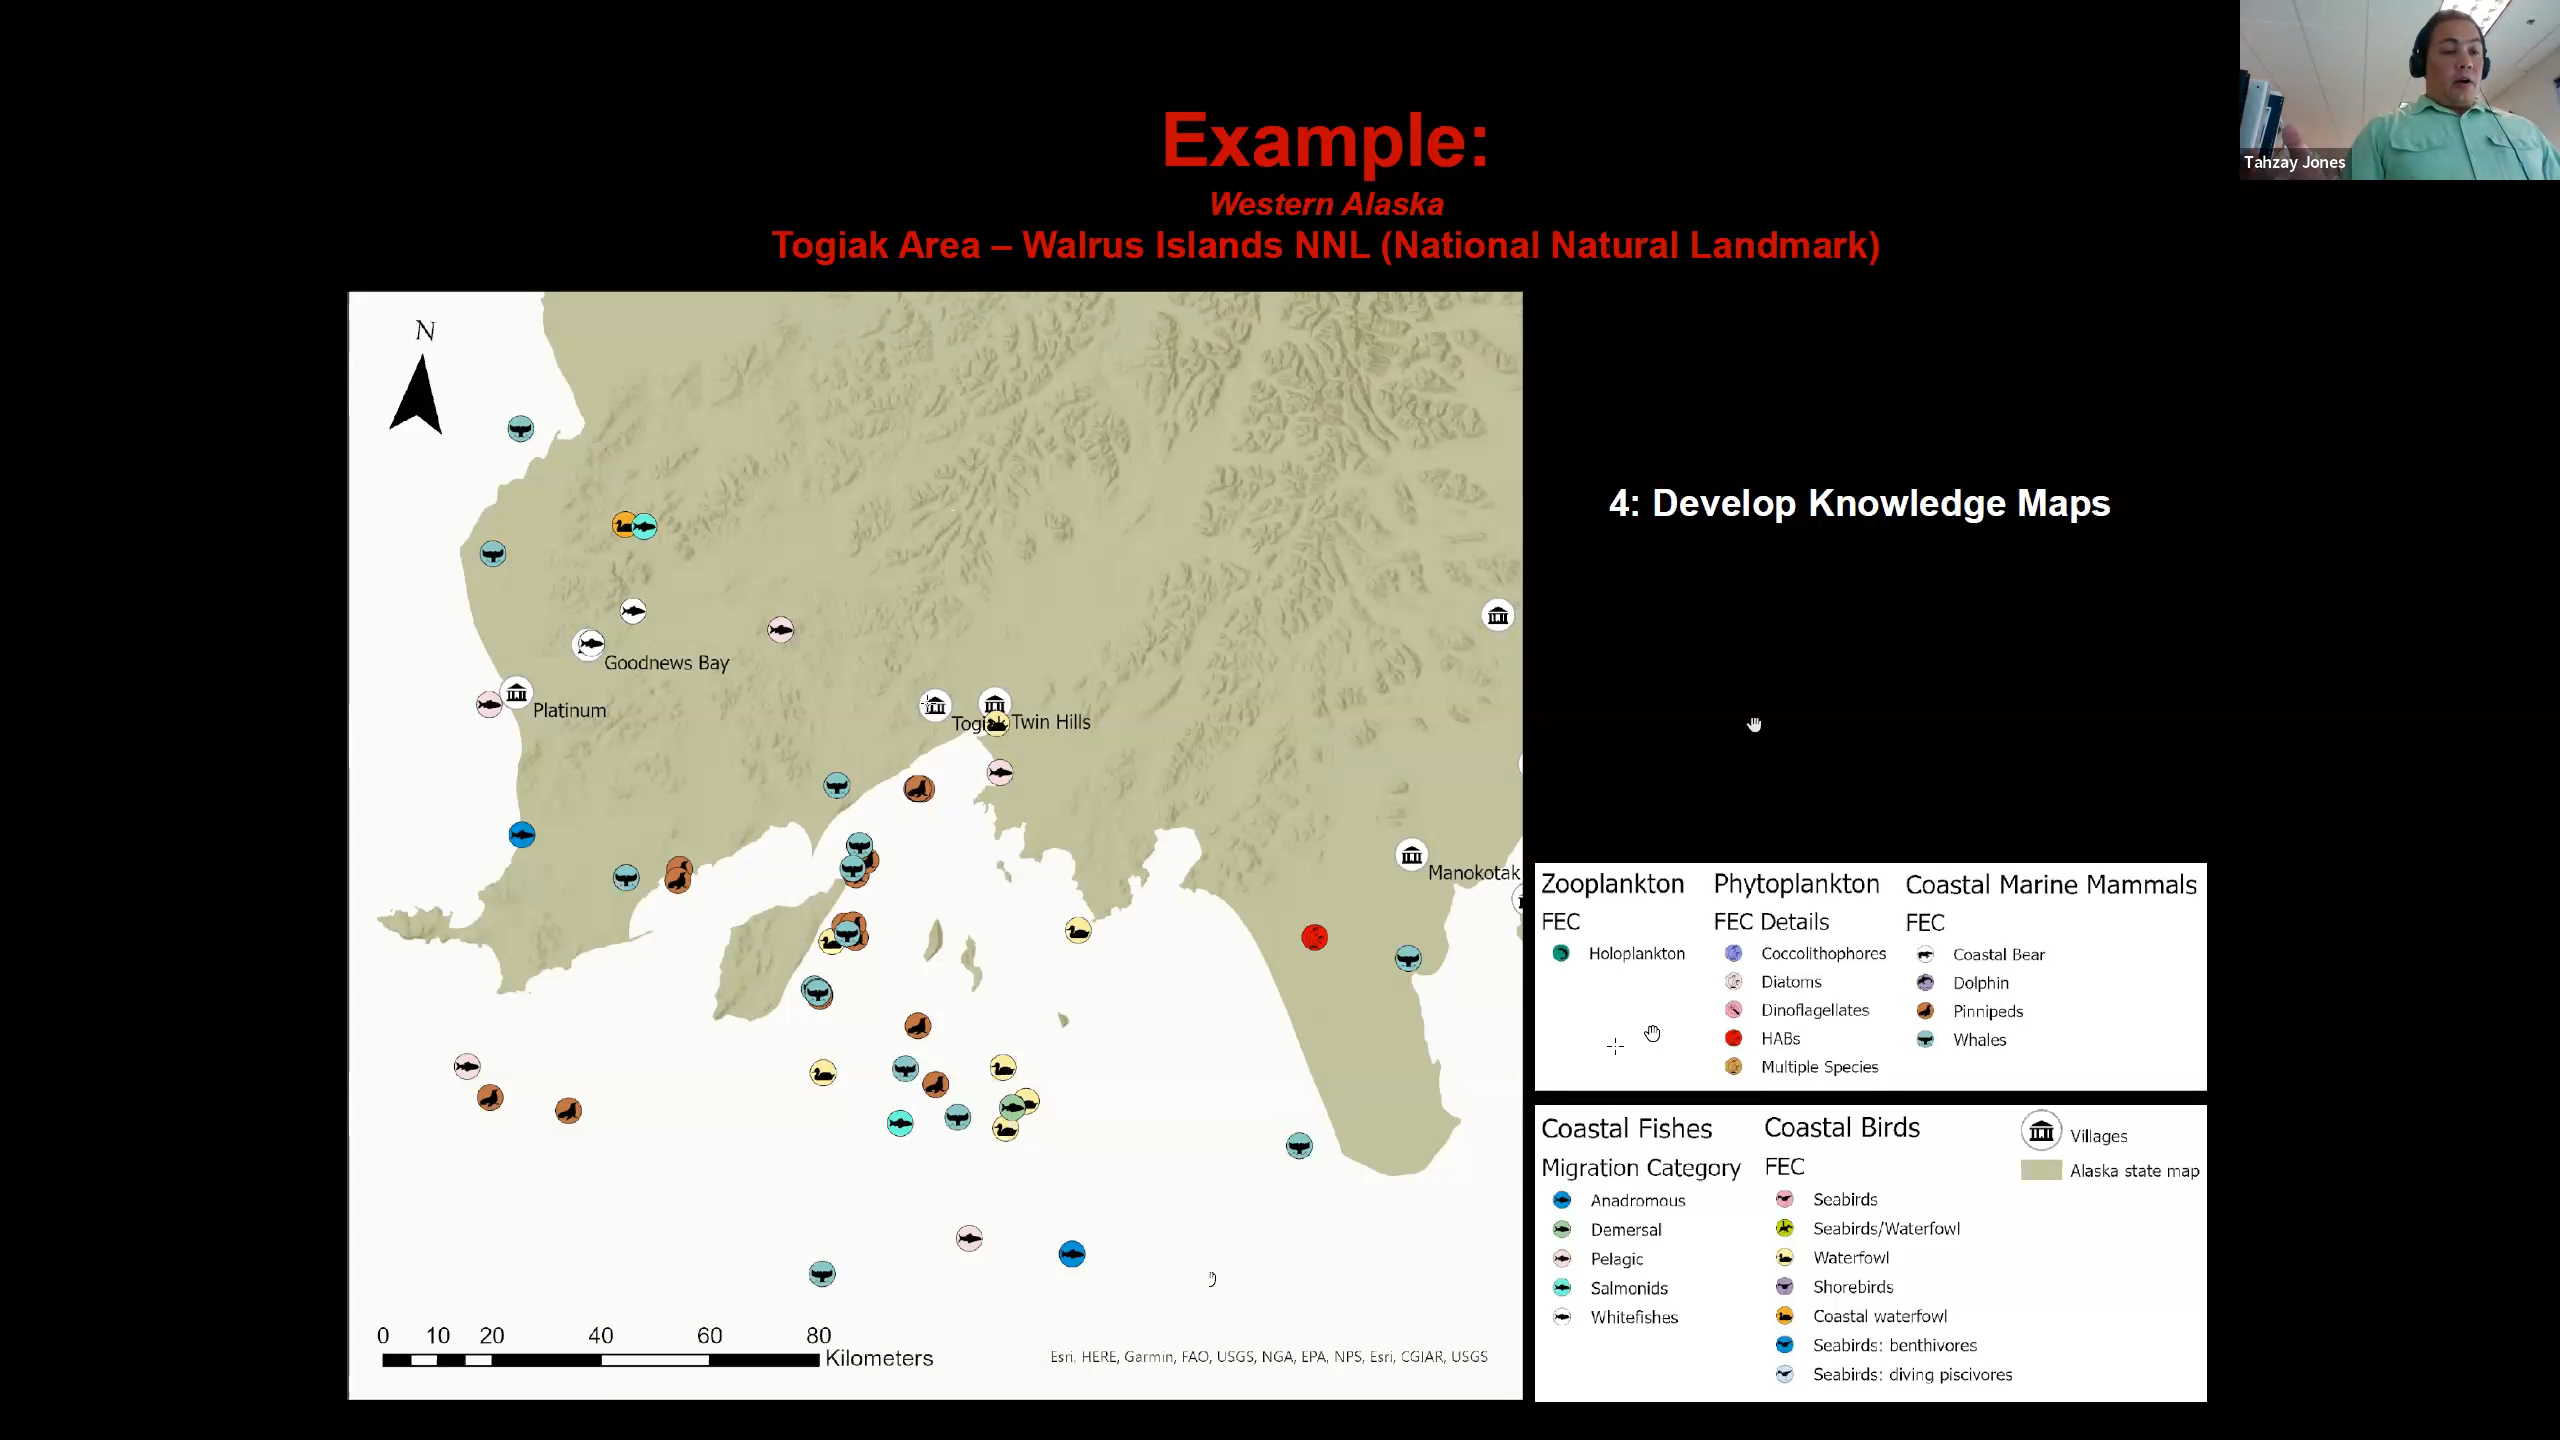 Tahzay Jones
Example:
Western Alaska
Togiak Area – Walrus Islands NNL (National Natural Landmark)
N
4: Develop Knowledge Maps
Goodnews Bay
Platinum
Twin Hills
Manokotak
0 10 20 40 60 80
Kilometers
Esri, HERE, Garmin, FAO, USGS, NGA, EPA, NPS, Esri, CGIAR, USGS
Zooplankton
FEC
Holoplankton
Phytoplankton
FEC Details
Coccolithophores
Diatoms
Dinoflagellates
HABs
Multiple Species
Coastal Marine Mammals
FEC
Coastal Bear
Dolphin
Pinnipeds
Whales
Coastal Fishes
Migration Category
Anadromous
Demersal
Pelagic
Salmonids
Whitefishes
Coastal Birds
FEC
Seabirds
Seabirds/Waterfowl
Waterfowl
Shorebirds
Coastal waterfowl
Seabirds: benthivores
Seabirds: diving piscivores
Villages
Alaska state map